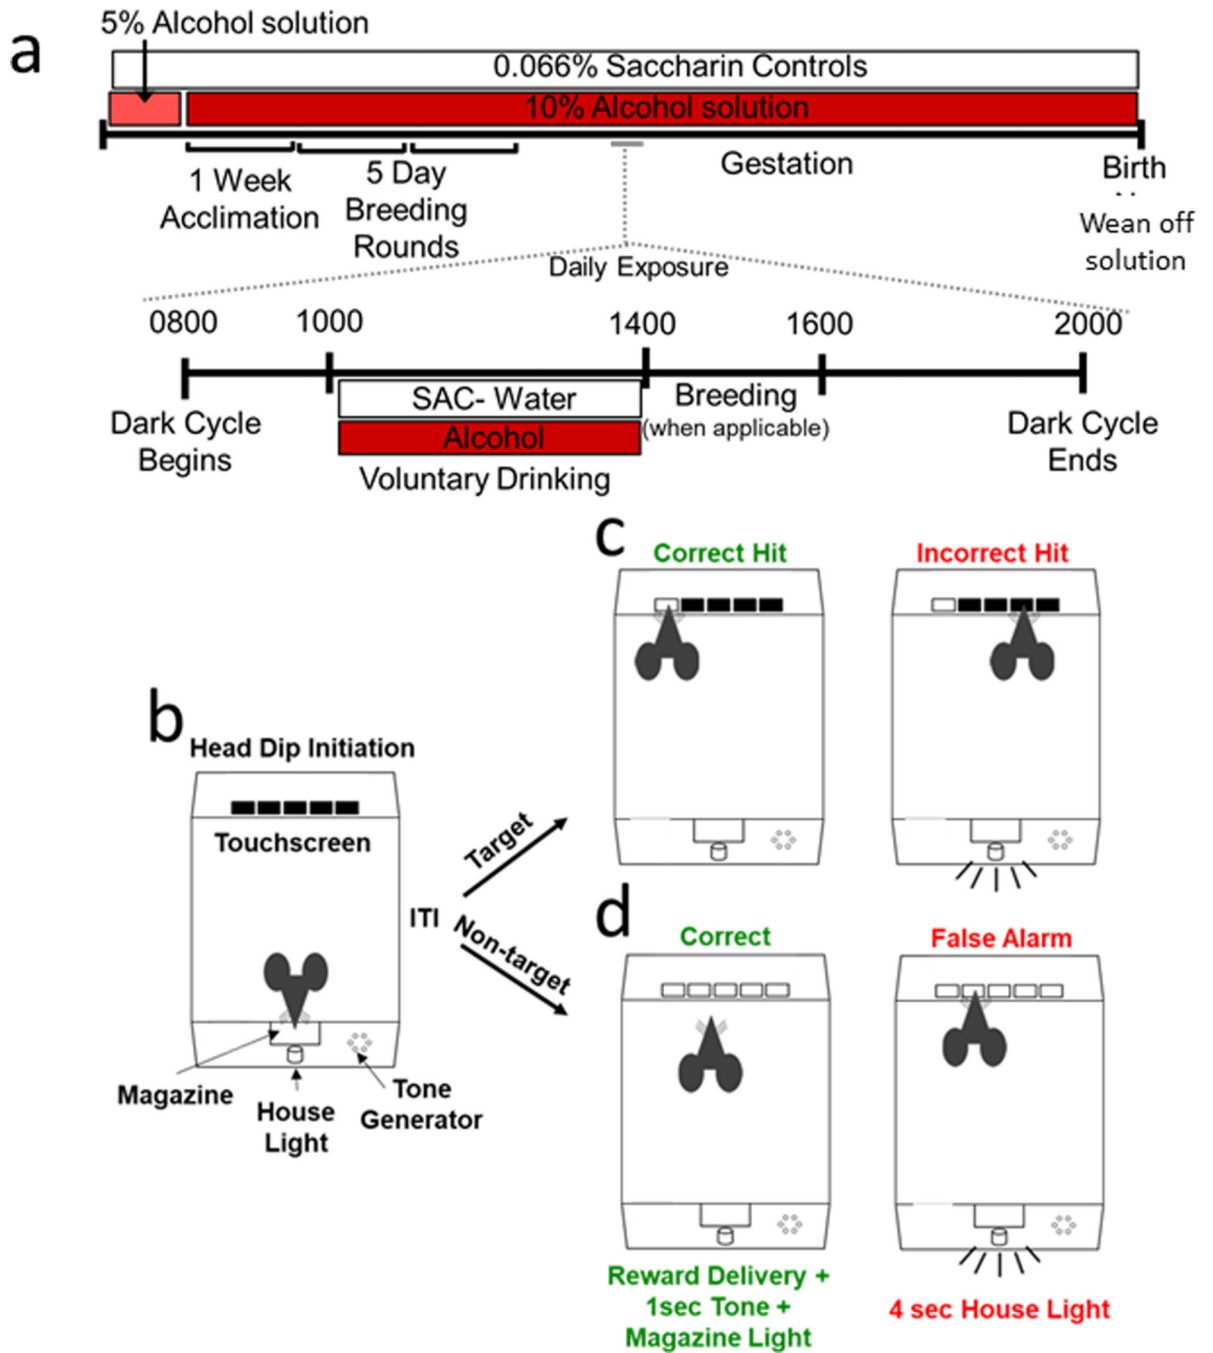 a
5% Alcohol solution
0.066% Saccharin Controls
10% Alcohol solution
1 Week
Acclimation
5 Day
Breeding
Rounds
Gestation
Birth
Wean off
solution
Daily Exposure
0800
1000
1400
1600
2000
SAC- Water
Alcohol
Voluntary Drinking
Breeding
(when applicable)
Dark Cycle
Begins
Dark Cycle
Ends
b
Head Dip Initiation
Touchscreen
Magazine
House
Light
Tone
Generator
ITI
Target
Non-target
c
Correct Hit
Incorrect Hit
d
Correct
False Alarm
Reward Delivery +
1sec Tone +
Magazine Light
4 sec House Light